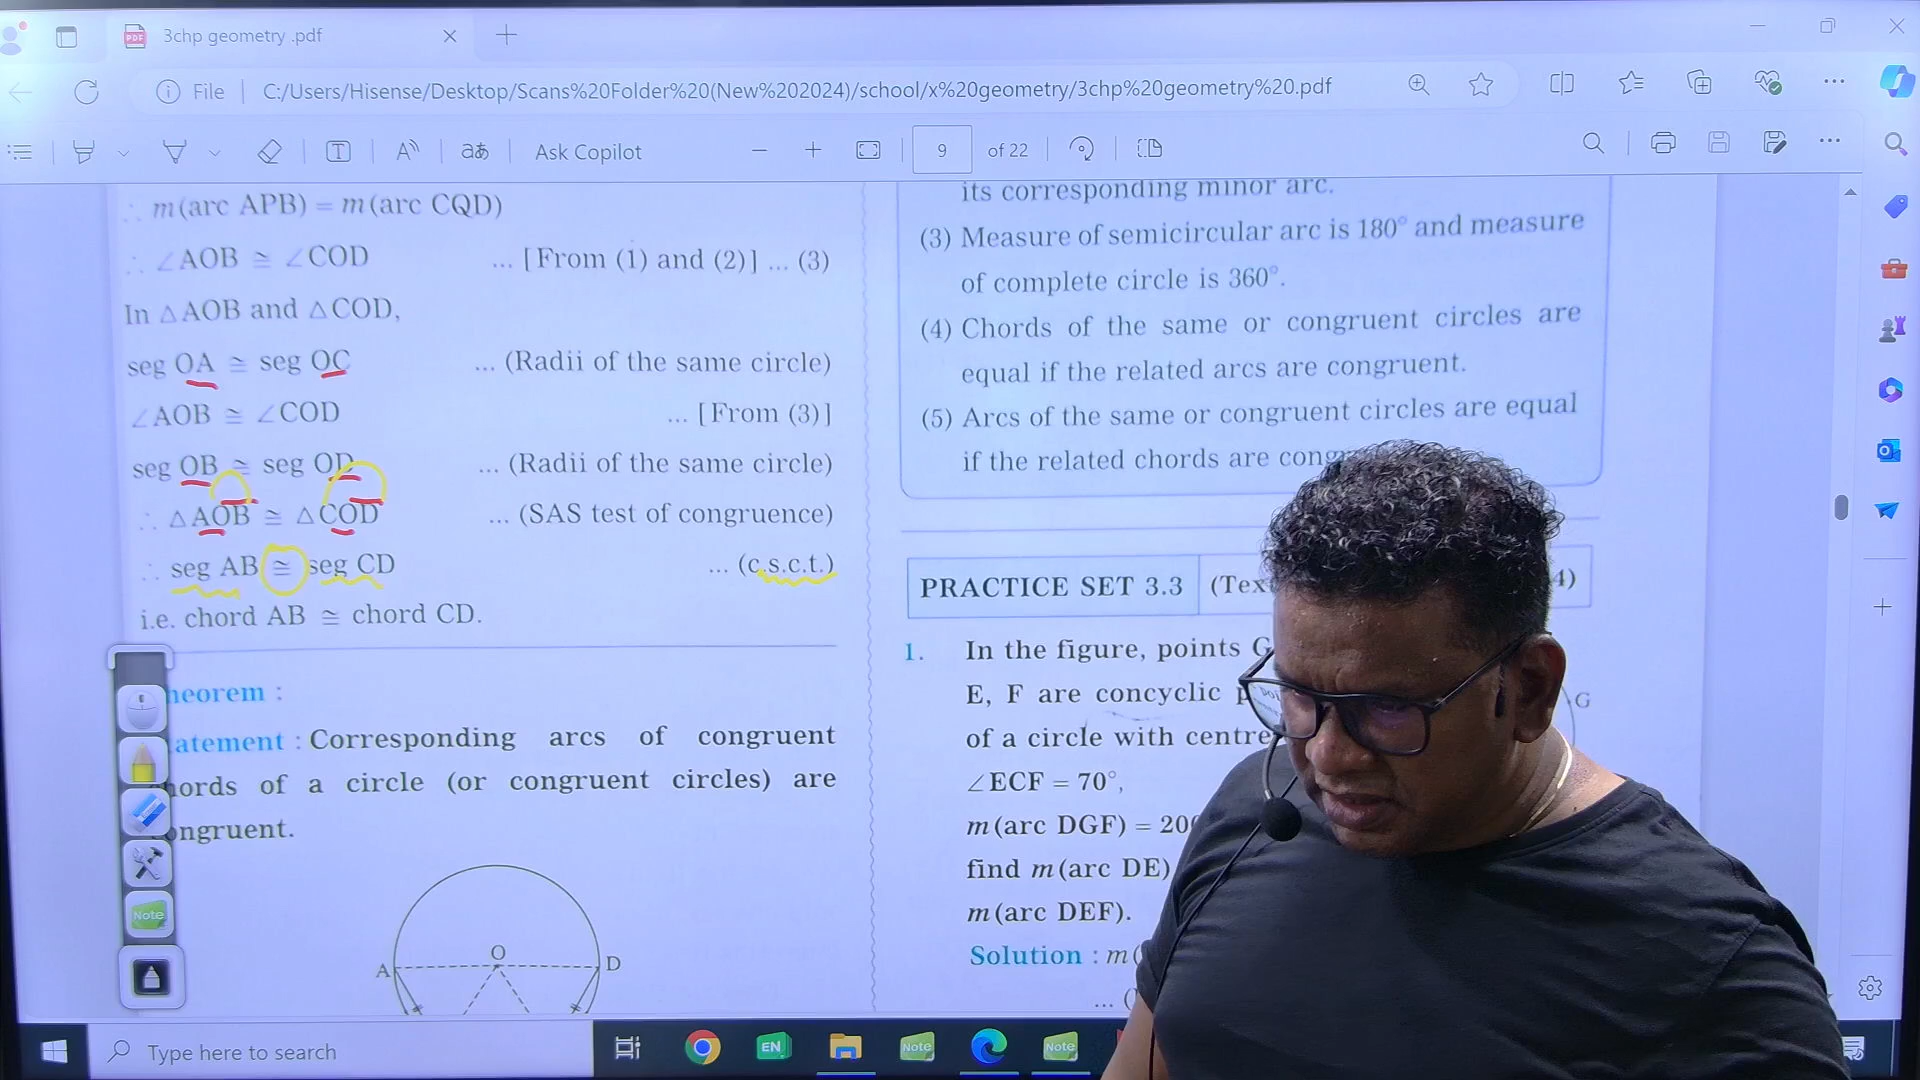 3chp geometry .pdf
File
C:/Users/Hisense/Desktop/Scans%20Folder%20(New%202024)/school/x%20geometry/3chp%20geometry%20.pdf
Ask Copilot
9 of 22
∴ m(arc APB) = m(arc CQD)
∴ ∠AOB ≅ ∠COD ... [From (1) and (2)] ... (3)
In △AOB and △COD,
seg OA ≅ seg OC ... (Radii of the same circle)
∠AOB ≅ ∠COD ... [From (3)]
seg OB ≅ seg OD ... (Radii of the same circle)
∴ △AOB ≅ △COD ... (SAS test of congruence)
∴ seg AB ≅ seg CD ... (c.s.c.t.)
i.e. chord AB ≅ chord CD.
heorem :
atement : Corresponding arcs of congruent
hords of a circle (or congruent circles) are
ongruent.
O
A
D
its corresponding minor arc.
(3) Measure of semicircular arc is 180° and measure
of complete circle is 360°.
(4) Chords of the same or congruent circles are
equal if the related arcs are congruent.
(5) Arcs of the same or congruent circles are equal
if the related chords are cong
PRACTICE SET 3.3 (Tex 4)
1. In the figure, points G
E, F are concyclic p
of a circle with centre
∠ECF = 70°,
m(arc DGF) = 200
find m(arc DE)
m(arc DEF).
Solution : m(
... (
G
Note
Type here to search
EN
Note
Note